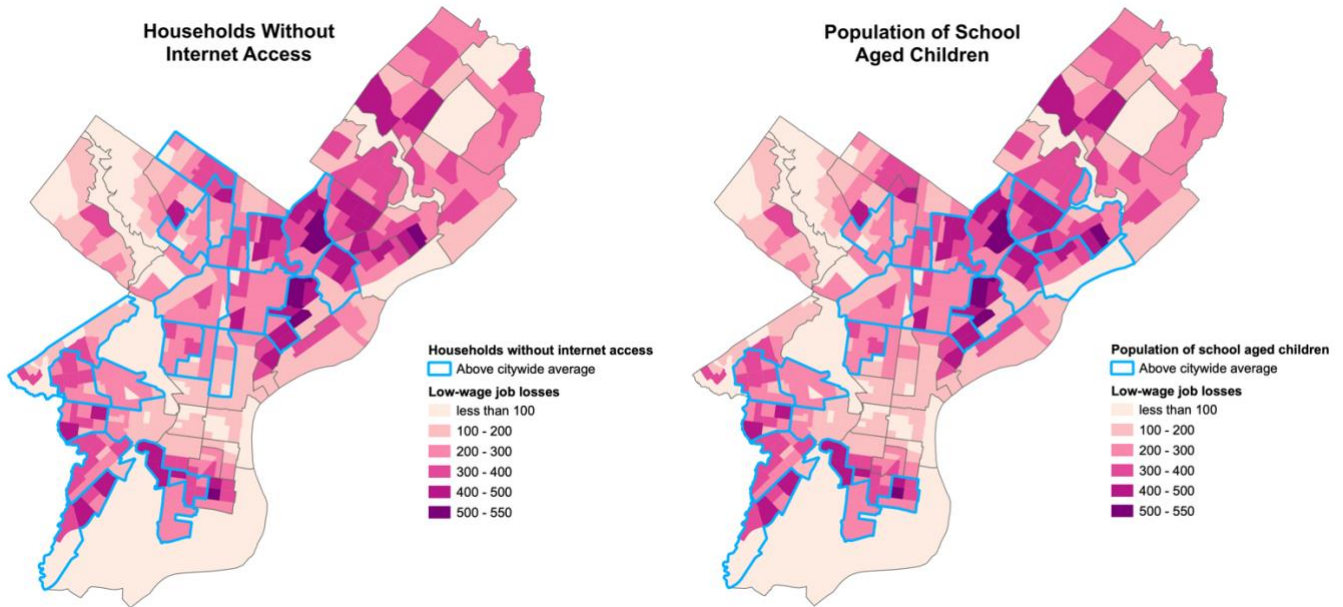 Households Without
Internet Access
Households without internet access
Above citywide average
Low-wage job losses
less than 100
100 - 200
200 - 300
300 - 400
400 - 500
500 - 550
Population of School
Aged Children
Population of school aged children
Above citywide average
Low-wage job losses
less than 100
100 - 200
200 - 300
300 - 400
400 - 500
500 - 550